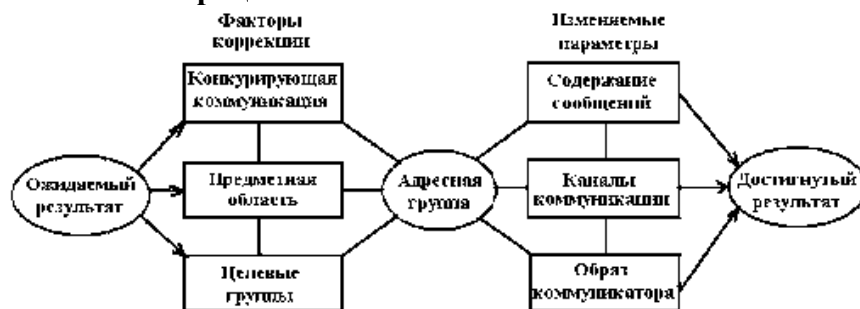 Факторы
коррекции
Изменяемые
параметры
Конкурирующая
коммуникация
Содержание
сообщений
Ожидаемый
результат
Предметная
область
Адресная
группа
Каналы
коммуникации
Достигнутый
результат
Целевые
группы
Образ
коммуникатора